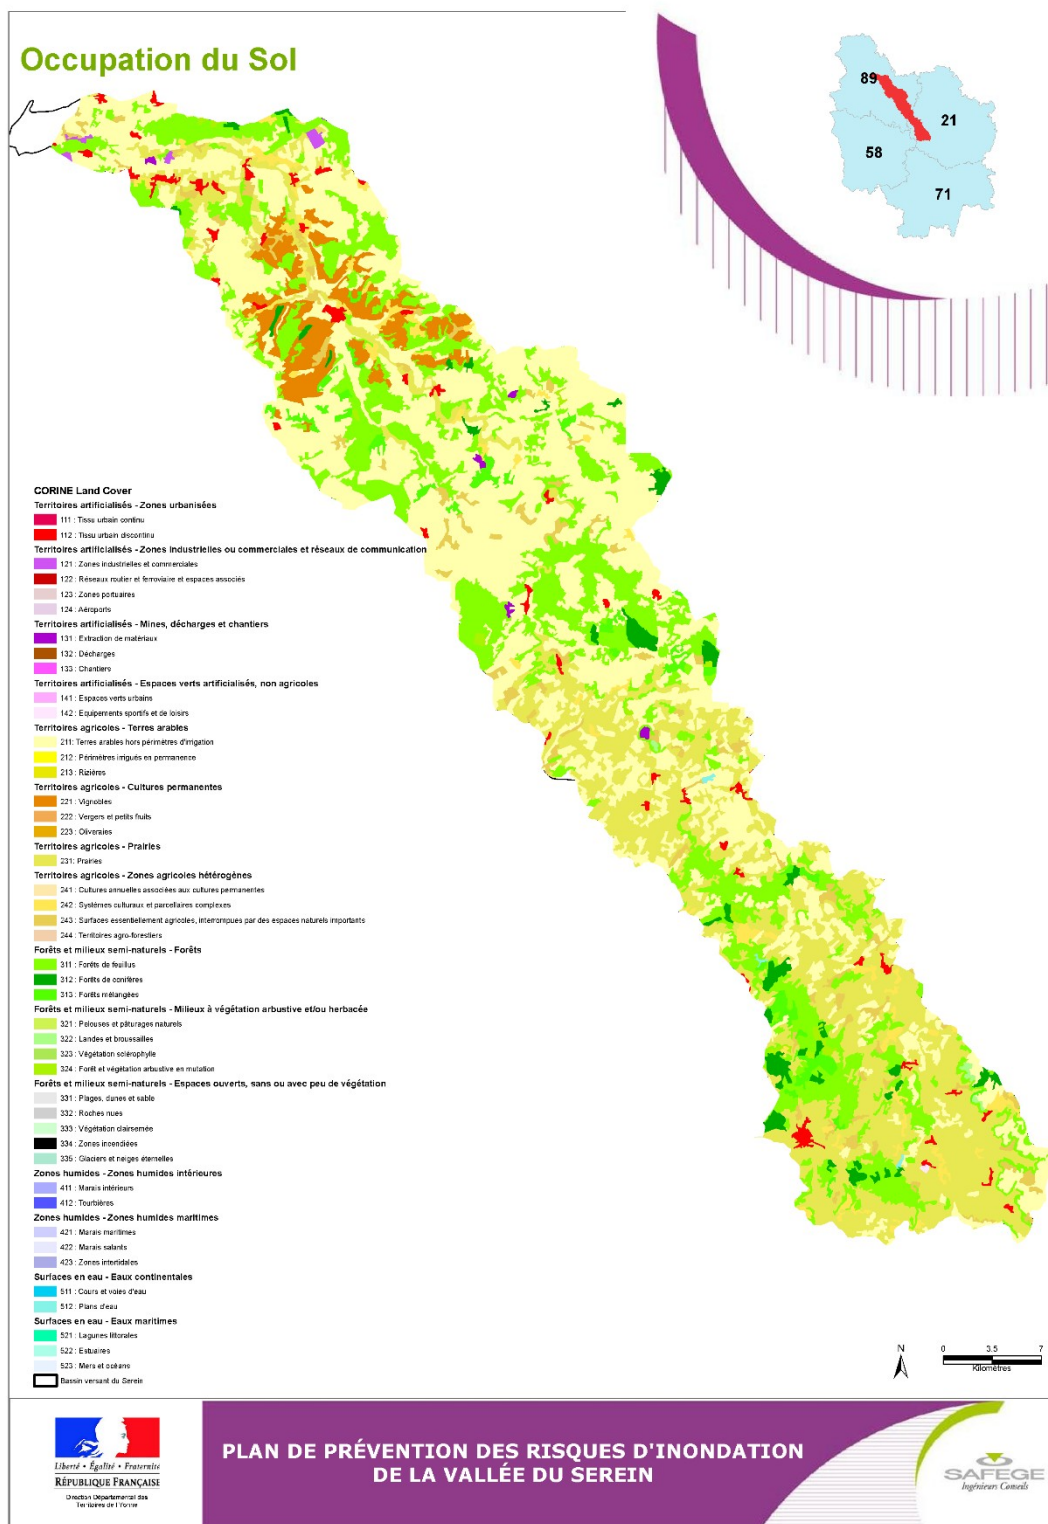 Occupation du Sol
89
21
58
71
CORINE Land Cover
Territoires artificialisés - Zones urbanisées
111 : Tissu urbain continu
112 : Tissu urbain discontinu
Territoires artificialisés - Zones industrielles ou commerciales et réseaux de communication
121 : Zones industrielles et commerciales
122 : Réseaux routier et ferroviaire et espaces associés
123 : Zones portuaires
124 : Aéroports
Territoires artificialisés - Mines, décharges et chantiers
131 : Extraction de matériaux
132 : Décharges
133 : Chantiers
Territoires artificialisés - Espaces verts artificialisés, non agricoles
141 : Espaces verts urbains
142 : Equipements sportifs et de loisirs
Territoires agricoles - Terres arables
211: Terres arables hors périmètres d'irrigation
212 : Périmètres irrigués en permanence
213 : Rizières
Territoires agricoles - Cultures permanentes
221 : Vignobles
222 : Vergers et petits fruits
223 : Oliveraies
Territoires agricoles - Prairies
231: Prairies
Territoires agricoles - Zones agricoles hétérogènes
241 : Cultures annuelles associées aux cultures permanentes
242 : Systèmes culturaux et parcellaires complexes
243 : Surfaces essentiellement agricoles, interrompues par des espaces naturels importants
244 : Territoires agro-forestiers
Forêts et milieux semi-naturels - Forêts
311 : Forêts de feuillus
312 : Forêts de conifères
313 : Forêts mélangées
Forêts et milieux semi-naturels - Milieux à végétation arbustive et/ou herbacée
321 : Pelouses et pâturages naturels
322 : Landes et broussailles
323 : Végétation sclérophylle
324 : Forêt et végétation arbustive en mutation
Forêts et milieux semi-naturels - Espaces ouverts, sans ou avec peu de végétation
331 : Plages, dunes et sable
332 : Roches nues
333 : Végétation clairsemée
334 : Zones incendiées
335 : Glaciers et neiges éternelles
Zones humides - Zones humides intérieures
411 : Marais intérieurs
412 : Tourbières
Zones humides - Zones humides maritimes
421 : Marais maritimes
422 : Marais salants
423 : Zones intertidales
Surfaces en eau - Eaux continentales
511 : Cours et voies d'eau
512 : Plans d'eau
Surfaces en eau - Eaux maritimes
521 : Lagunes littorales
522 : Estuaires
523 : Mers et océans
Bassin versant du Serein
N
0 3.5 7
Kilomètres
Liberté • Égalité • Fraternité
RÉPUBLIQUE FRANÇAISE
Direction Départementale des
Territoires de l'Yonne
PLAN DE PRÉVENTION DES RISQUES D'INONDATION
DE LA VALLÉE DU SEREIN
SAFEGE
Ingénieurs Conseils